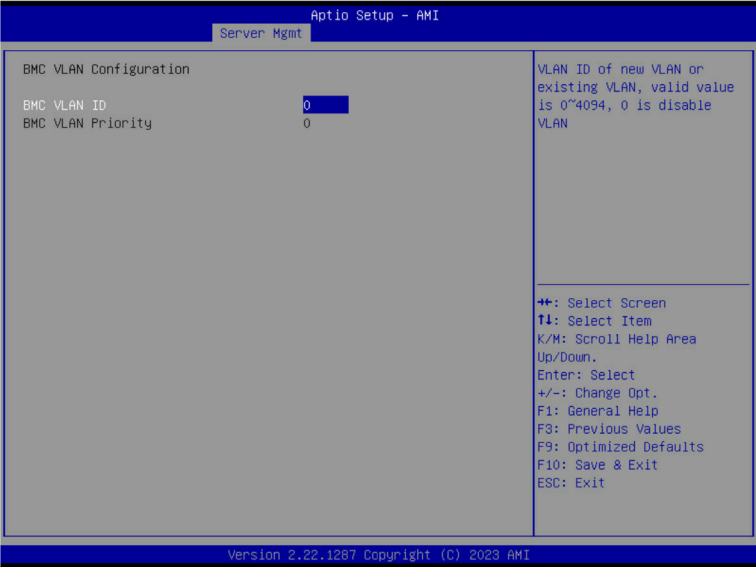 Aptio Setup – AMI
Server Mgmt
BMC VLAN Configuration
BMC VLAN ID 0
BMC VLAN Priority 0
VLAN ID of new VLAN or
existing VLAN, valid value
is 0~4094, 0 is disable
VLAN
→←: Select Screen
↑↓: Select Item
K/M: Scroll Help Area
Up/Down.
Enter: Select
+/-: Change Opt.
F1: General Help
F3: Previous Values
F9: Optimized Defaults
F10: Save & Exit
ESC: Exit
Version 2.22.1287 Copyright (C) 2023 AMI